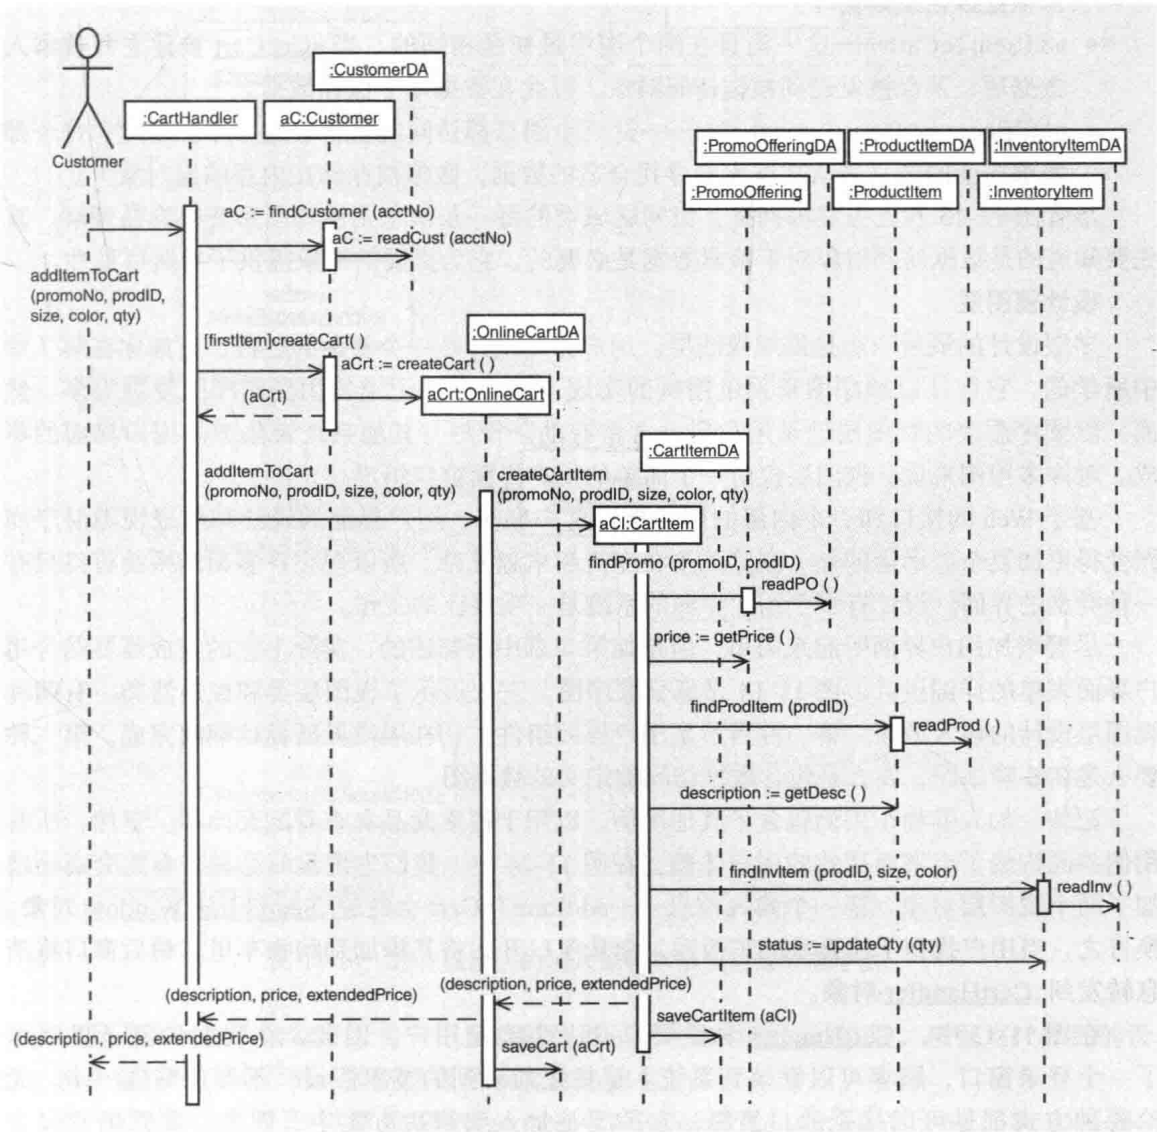 :CustomerDA
:CartHandler
aC:Customer
Customer
:PromoOfferingDA
:ProductItemDA
:InventoryItemDA
:PromoOffering
:ProductItem
:InventoryItem
aC := findCustomer (acctNo)
aC := readCust (acctNo)
addItemToCart
(promoNo, prodID,
size, color, qty)
:OnlineCartDA
[firstItem]createCart( )
aCrt := createCart ( )
(aCrt)
aCrt:OnlineCart
:CartItemDA
addItemToCart
(promoNo, prodID, size, color, qty)
(promoNo, prodID, size, color, qty)
aCI:CartItem
findPromo (promoID, prodID)
readPO ( )
price := getPrice ( )
findProdItem (prodID)
readProd ( )
description := getDesc ( )
findInvItem (prodID, size, color)
readInv ( )
status := updateQty (qty)
(description, price, extendedPrice)
(description, price, extendedPrice)
saveCartItem (aCI)
(description, price, extendedPrice)
saveCart (aCrt)